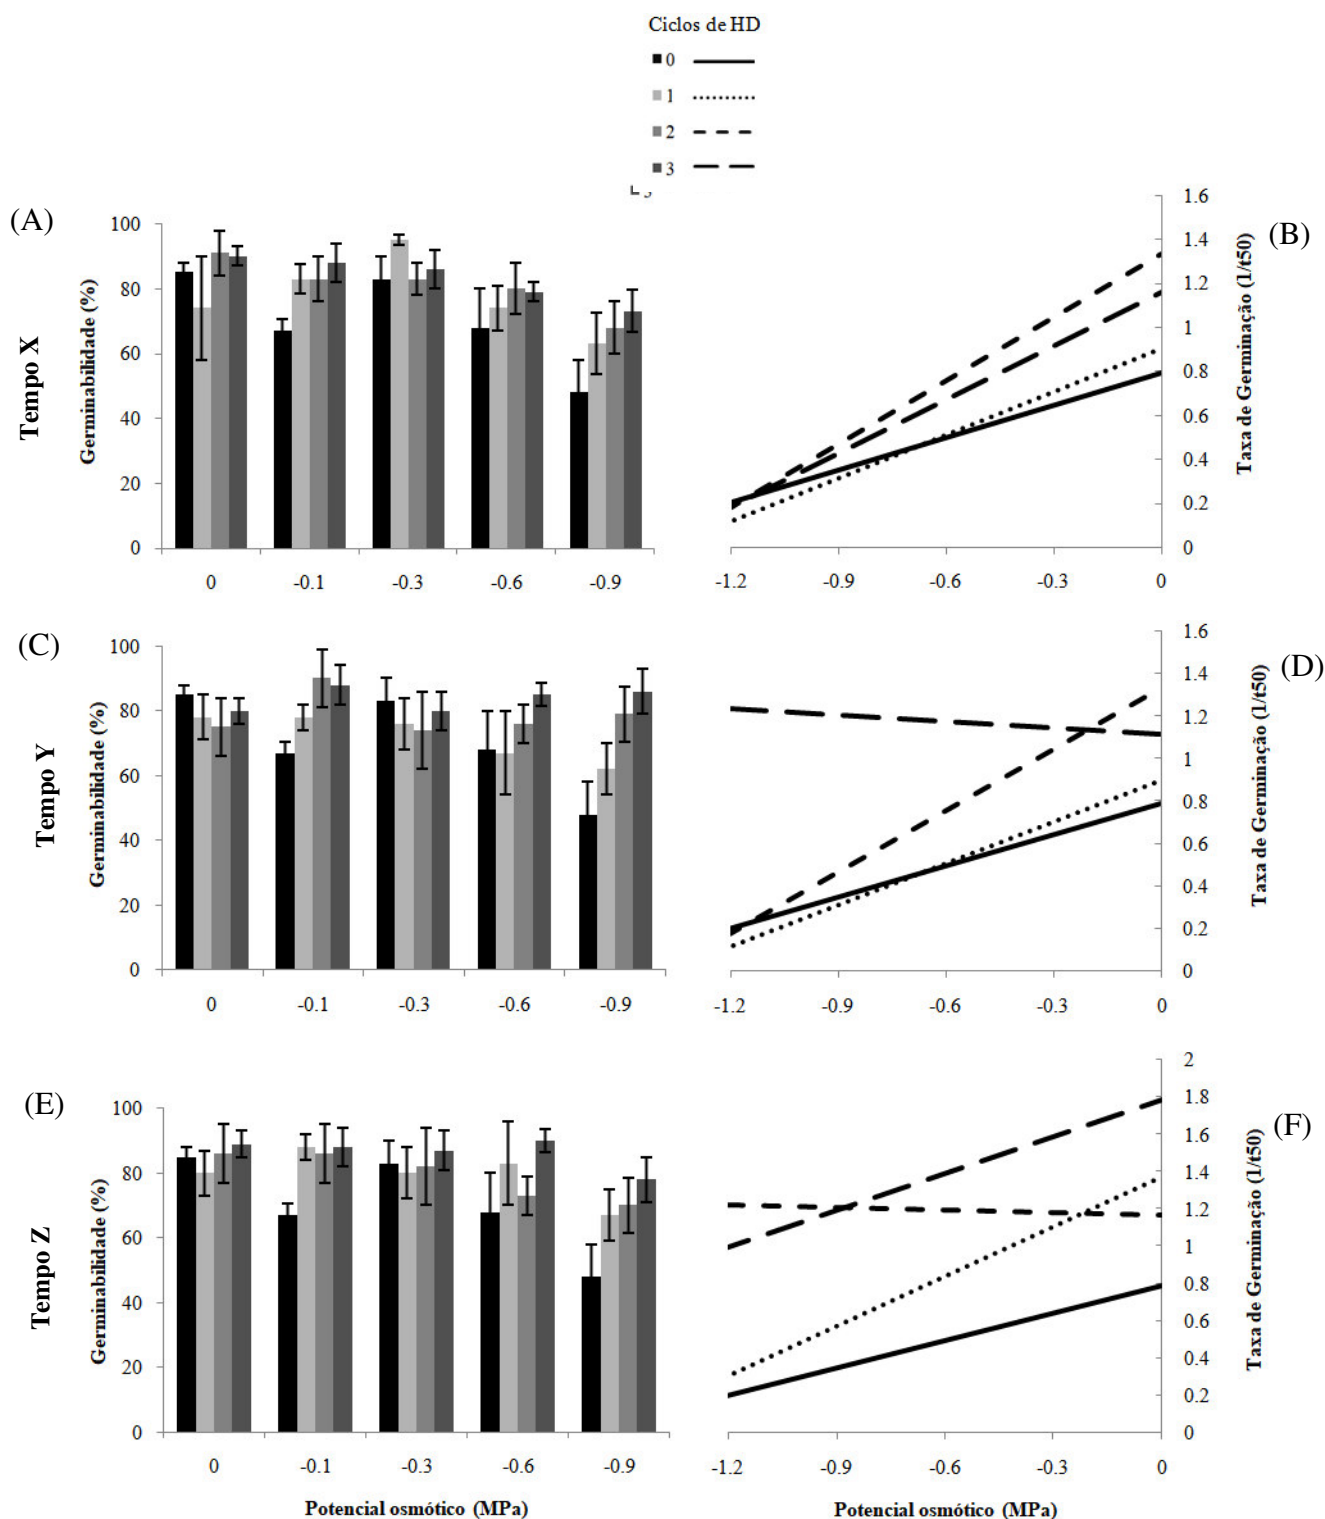 Ciclos de HD
0
1
2
3
(A)
Tempo X
Germinabilidade (%)
100
80
60
40
20
0
0 -0.1 -0.3 -0.6 -0.9
(B)
Taxa de Germinação (1/t50)
1.6
1.4
1.2
1
0.8
0.6
0.4
0.2
0
-1.2 -0.9 -0.6 -0.3 0
(C)
Tempo Y
Germinabilidade (%)
100
80
60
40
20
0
0 -0.1 -0.3 -0.6 -0.9
(D)
Taxa de Germinação (1/t50)
1.6
1.4
1.2
1
0.8
0.6
0.4
0.2
0
-1.2 -0.9 -0.6 -0.3 0
(E)
Tempo Z
Germinabilidade (%)
100
80
60
40
20
0
0 -0.1 -0.3 -0.6 -0.9
Potencial osmótico (MPa)
(F)
Taxa de Germinação (1/t50)
2
1.8
1.6
1.4
1.2
1
0.8
0.6
0.4
0.2
0
-1.2 -0.9 -0.6 -0.3 0
Potencial osmótico (MPa)